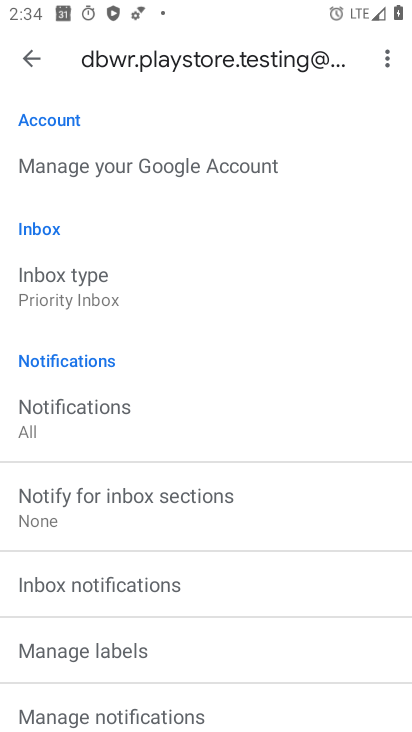 2:34
LTE
dbwr.playstore.testing@...
Account
Manage your Google Account
Inbox
Inbox type
Priority Inbox
Notifications
Notifications
All
Notify for inbox sections
None
Inbox notifications
Manage labels
Manage notifications